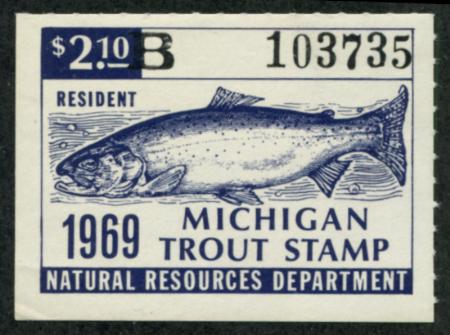 $2.10 B 103735
RESIDENT
1969 MICHIGAN
TROUT STAMP
NATURAL RESOURCES DEPARTMENT